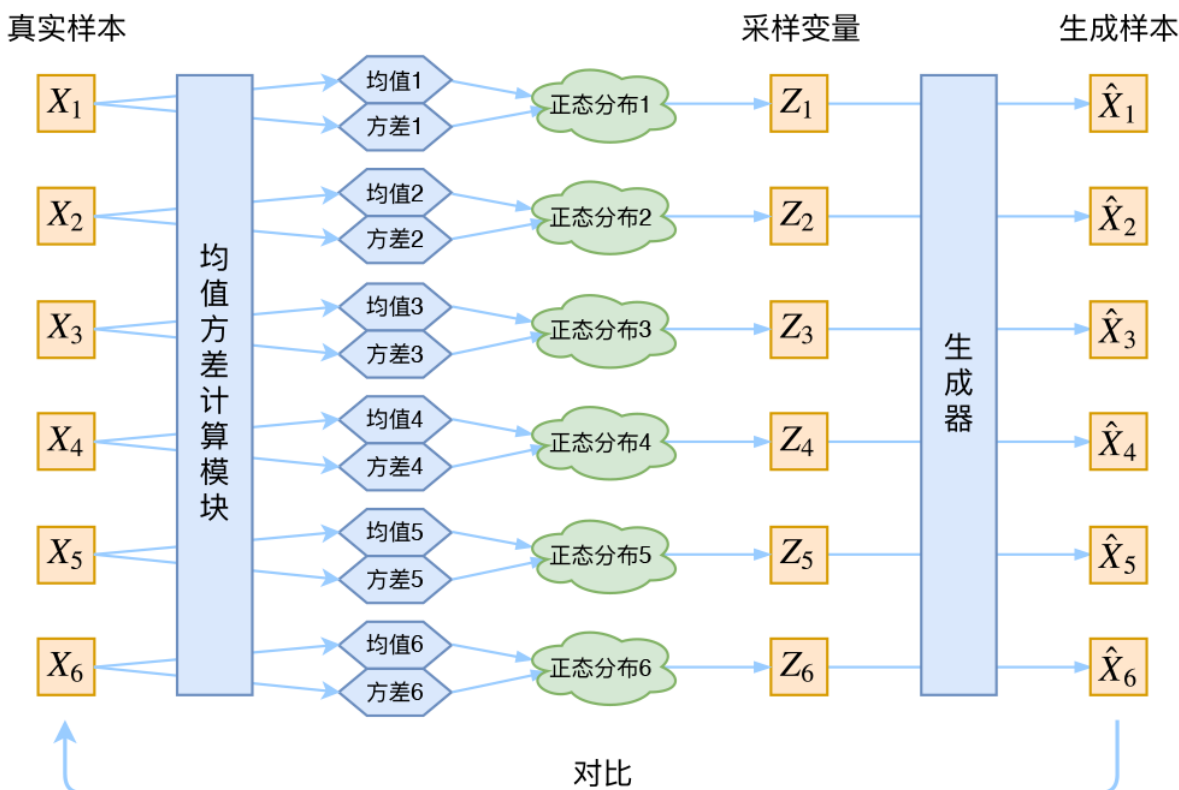 真实样本
采样变量
生成样本
X₁
均值1
方差1
正态分布1
Z₁
X̂₁
X₂
均值2
方差2
正态分布2
Z₂
X̂₂
X₃
均值3
方差3
正态分布3
Z₃
X̂₃
X₄
均值4
方差4
正态分布4
Z₄
X̂₄
X₅
均值5
方差5
正态分布5
Z₅
X̂₅
X₆
均值6
方差6
正态分布6
Z₆
X̂₆
均值方差计算模块
生成器
对比